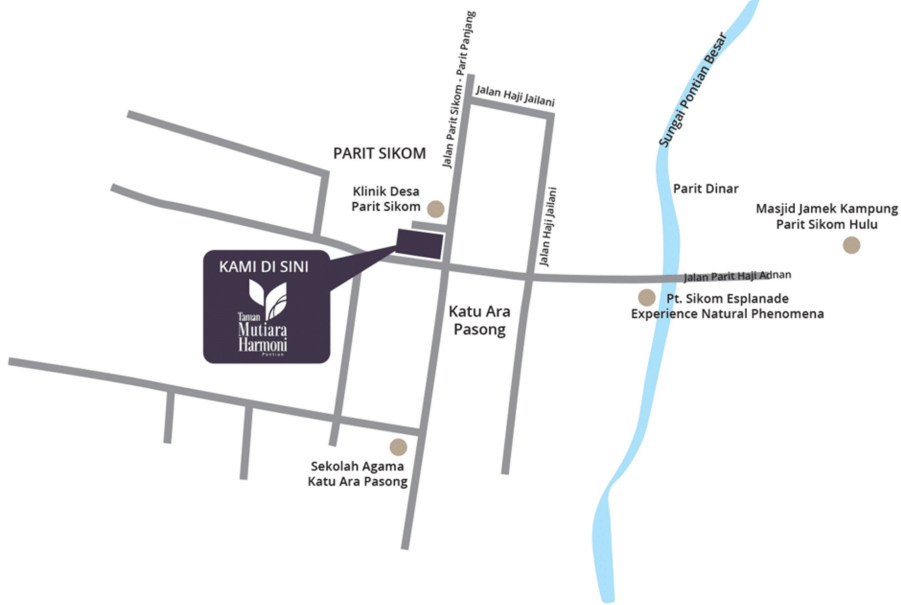 Jalan Parit Sikom - Parit Panjang
Jalan Haji Jailani
Sungai Pontian Besar
PARIT SIKOM
Klinik Desa
Parit Sikom
Jalan Haji Jailani
Parit Dinar
Masjid Jamek Kampung
Parit Sikom Hulu
KAMI DI SINI
Taman
Mutiara
Harmoni
Pontian
Jalan Parit Haji Adnan
Katu Ara
Pasong
Pt. Sikom Esplanade
Experience Natural Phenomena
Sekolah Agama
Katu Ara Pasong